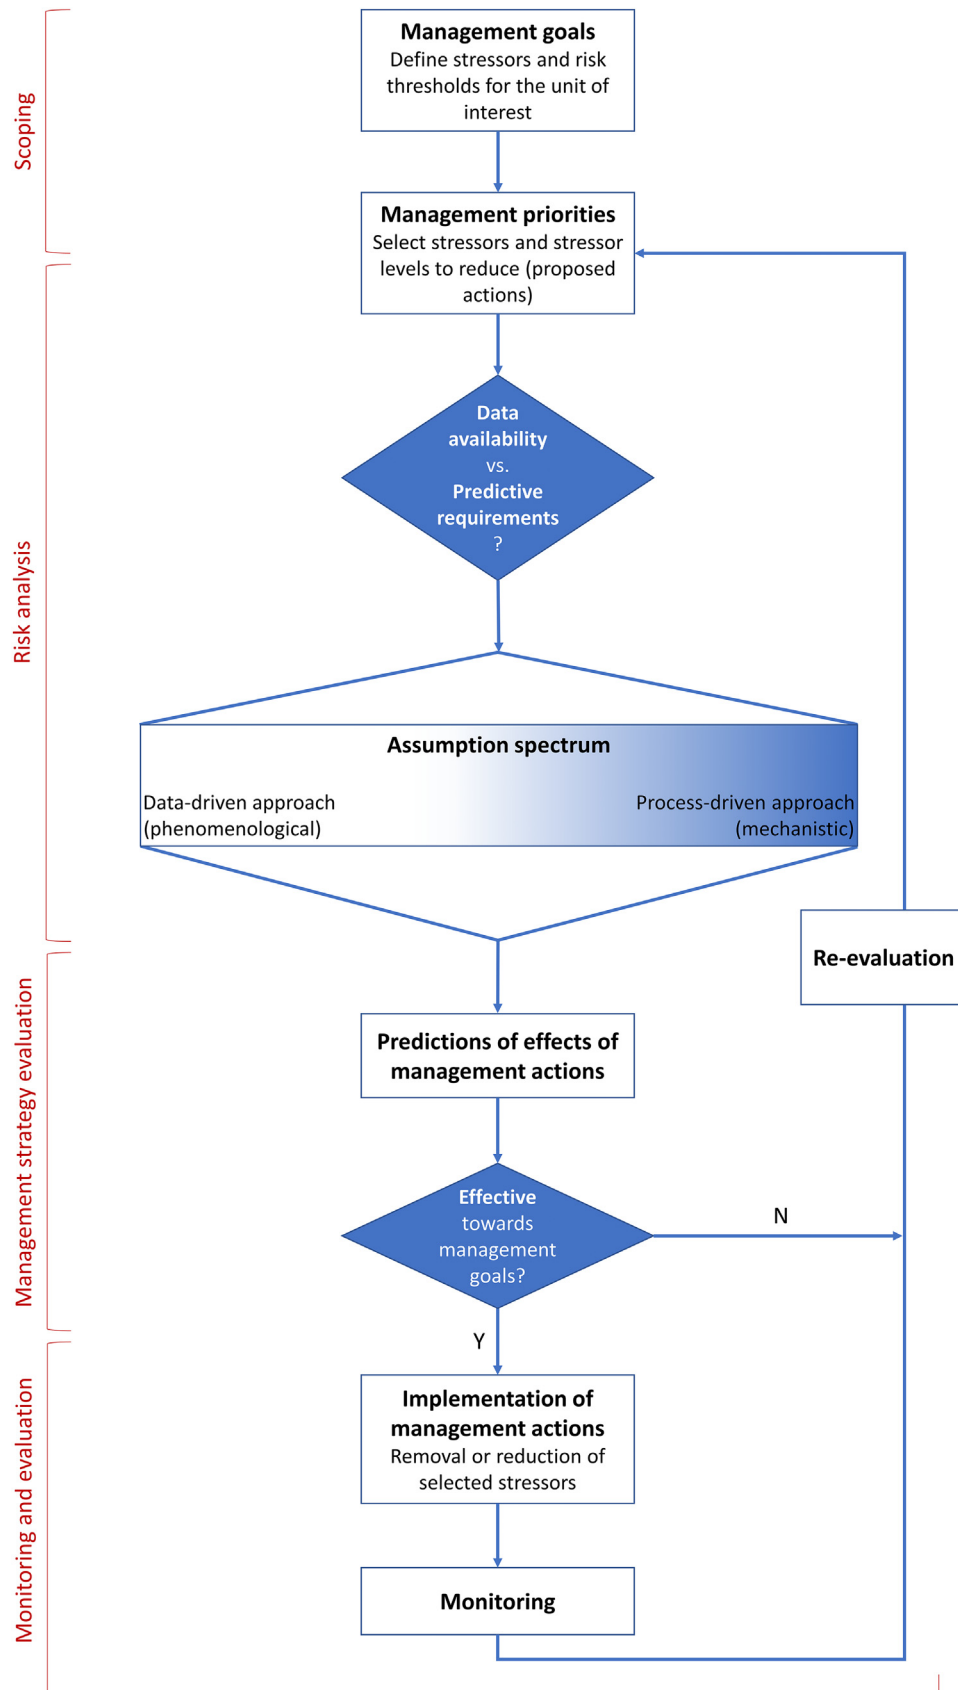 Scoping
Management goals
Define stressors and risk
thresholds for the unit of
interest
Management priorities
Select stressors and stressor
levels to reduce (proposed
actions)
Risk analysis
Data
availability
vs.
Predictive
requirements
?
Assumption spectrum
Data-driven approach
(phenomenological)
Process-driven approach
(mechanistic)
Re-evaluation
Management strategy evaluation
Predictions of effects of
management actions
Effective
towards
management
goals?
N
Y
Monitoring and evaluation
Implementation of
management actions
Removal or reduction of
selected stressors
Monitoring